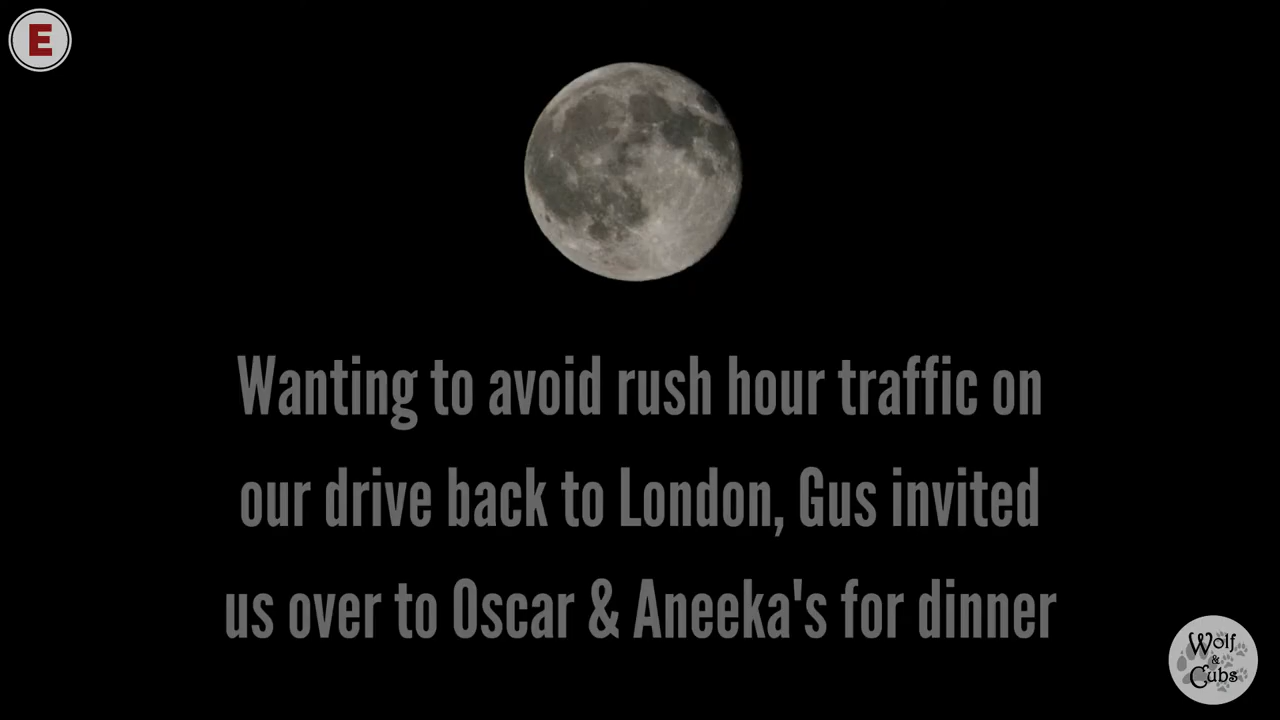 E
Wanting to avoid rush hour traffic on
our drive back to London, Gus invited
us over to Oscar & Aneeka's for dinner
Wolf
&
Cubs